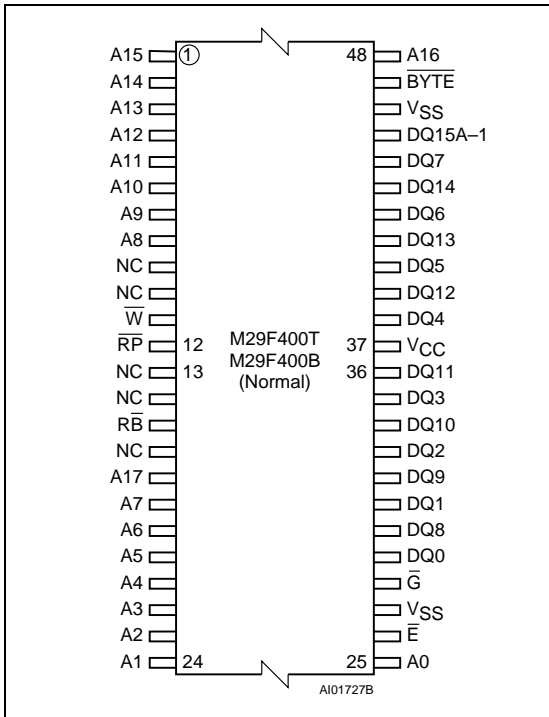 A15 ① 48 A16
A14 B̅Y̅T̅E̅
A13 VSS
A12 DQ15A–1
A11 DQ7
A10 DQ14
A9 DQ6
A8 DQ13
NC DQ5
NC DQ12
W̅ DQ4
R̅P̅ 12 M29F400T 37 VCC
M29F400B
NC 13 36 DQ11
(Normal)
NC DQ3
RB̅ DQ10
NC DQ2
A17 DQ9
A7 DQ1
A6 DQ8
A5 DQ0
A4 G̅
A3 VSS
A2 E̅
A1 24 25 A0
AI01727B